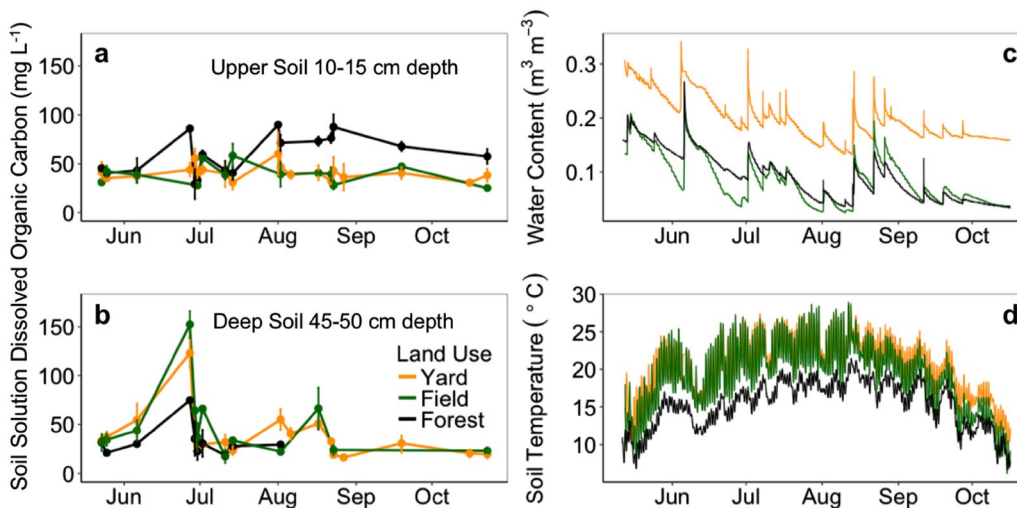 Soil Solution Dissolved Organic Carbon (mg L⁻¹)
a
Upper Soil 10-15 cm depth
150
100
50
0
Jun Jul Aug Sep Oct
b
Deep Soil 45-50 cm depth
Land Use
Yard
Field
Forest
150
100
50
0
Jun Jul Aug Sep Oct
Water Content (m³ m⁻³)
c
0.3
0.2
0.1
Jun Jul Aug Sep Oct
Soil Temperature (° C)
d
30
25
20
15
10
Jun Jul Aug Sep Oct